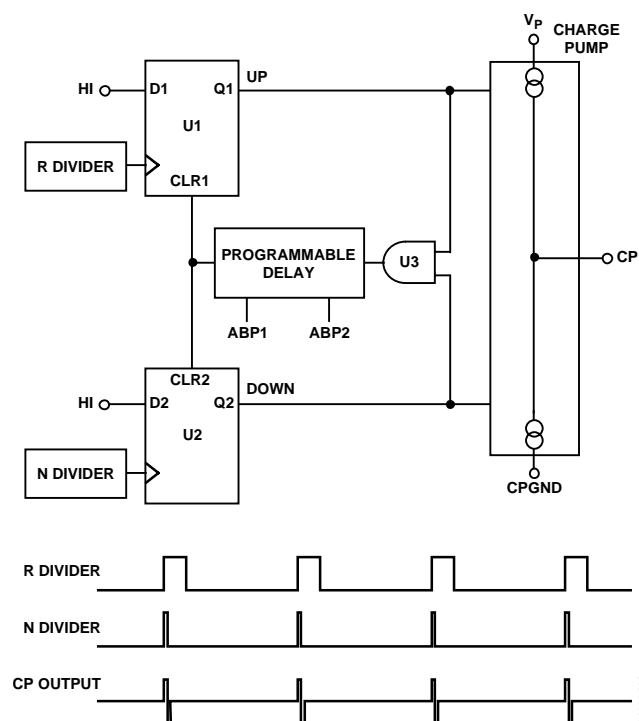 V_P
CHARGE
PUMP
UP
HI
D1
Q1
U1
R DIVIDER
CLR1
PROGRAMMABLE
DELAY
U3
CP
ABP1
ABP2
CLR2
DOWN
HI
D2
Q2
U2
N DIVIDER
CPGND
R DIVIDER
N DIVIDER
CP OUTPUT